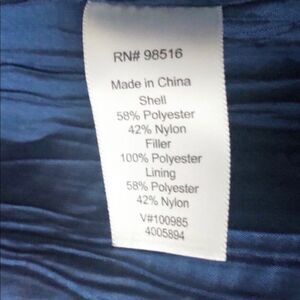 RN# 98516
Made in China
Shell
58% Polyester
42% Nylon
Filler
100% Polyester
Lining
58% Polyester
42% Nylon
V#100985
4005894